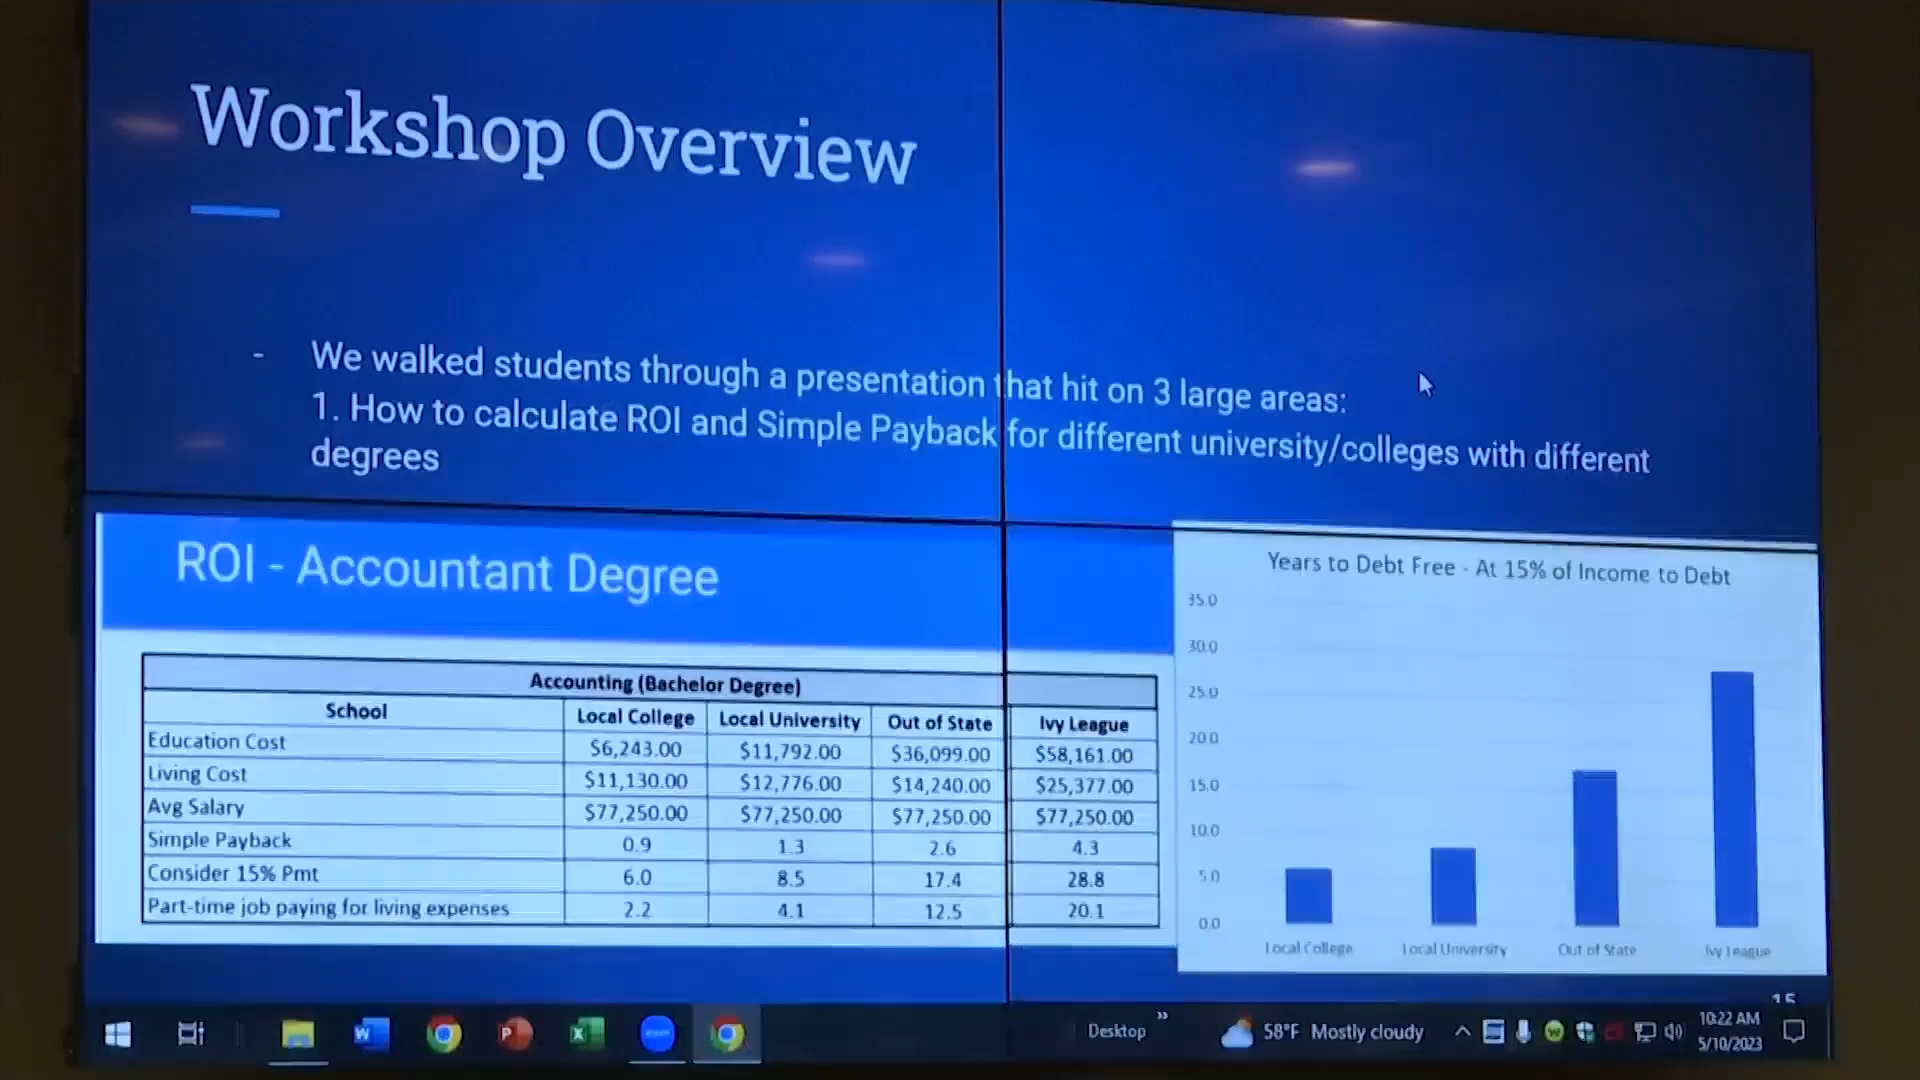 Workshop Overview
- We walked students through a presentation that hit on 3 large areas:
1. How to calculate ROI and Simple Payback for different university/colleges with different
degrees
ROI - Accountant Degree
Accounting (Bachelor Degree)
School Local College Local University Out of State Ivy League
Education Cost $6,243.00 $11,792.00 $36,099.00 $58,161.00
Living Cost $11,130.00 $12,776.00 $14,240.00 $25,377.00
Avg Salary $77,250.00 $77,250.00 $77,250.00 $77,250.00
Simple Payback 0.9 1.3 2.6 4.3
Consider 15% Pmt 6.0 8.5 17.4 28.8
Part-time job paying for living expenses 2.2 4.1 12.5 20.1
Years to Debt Free - At 15% of Income to Debt
35.0
30.0
25.0
20.0
15.0
10.0
5.0
0.0
Local College Local University Out of State Ivy League
15
Desktop
58°F Mostly cloudy
10:22 AM
5/10/2023